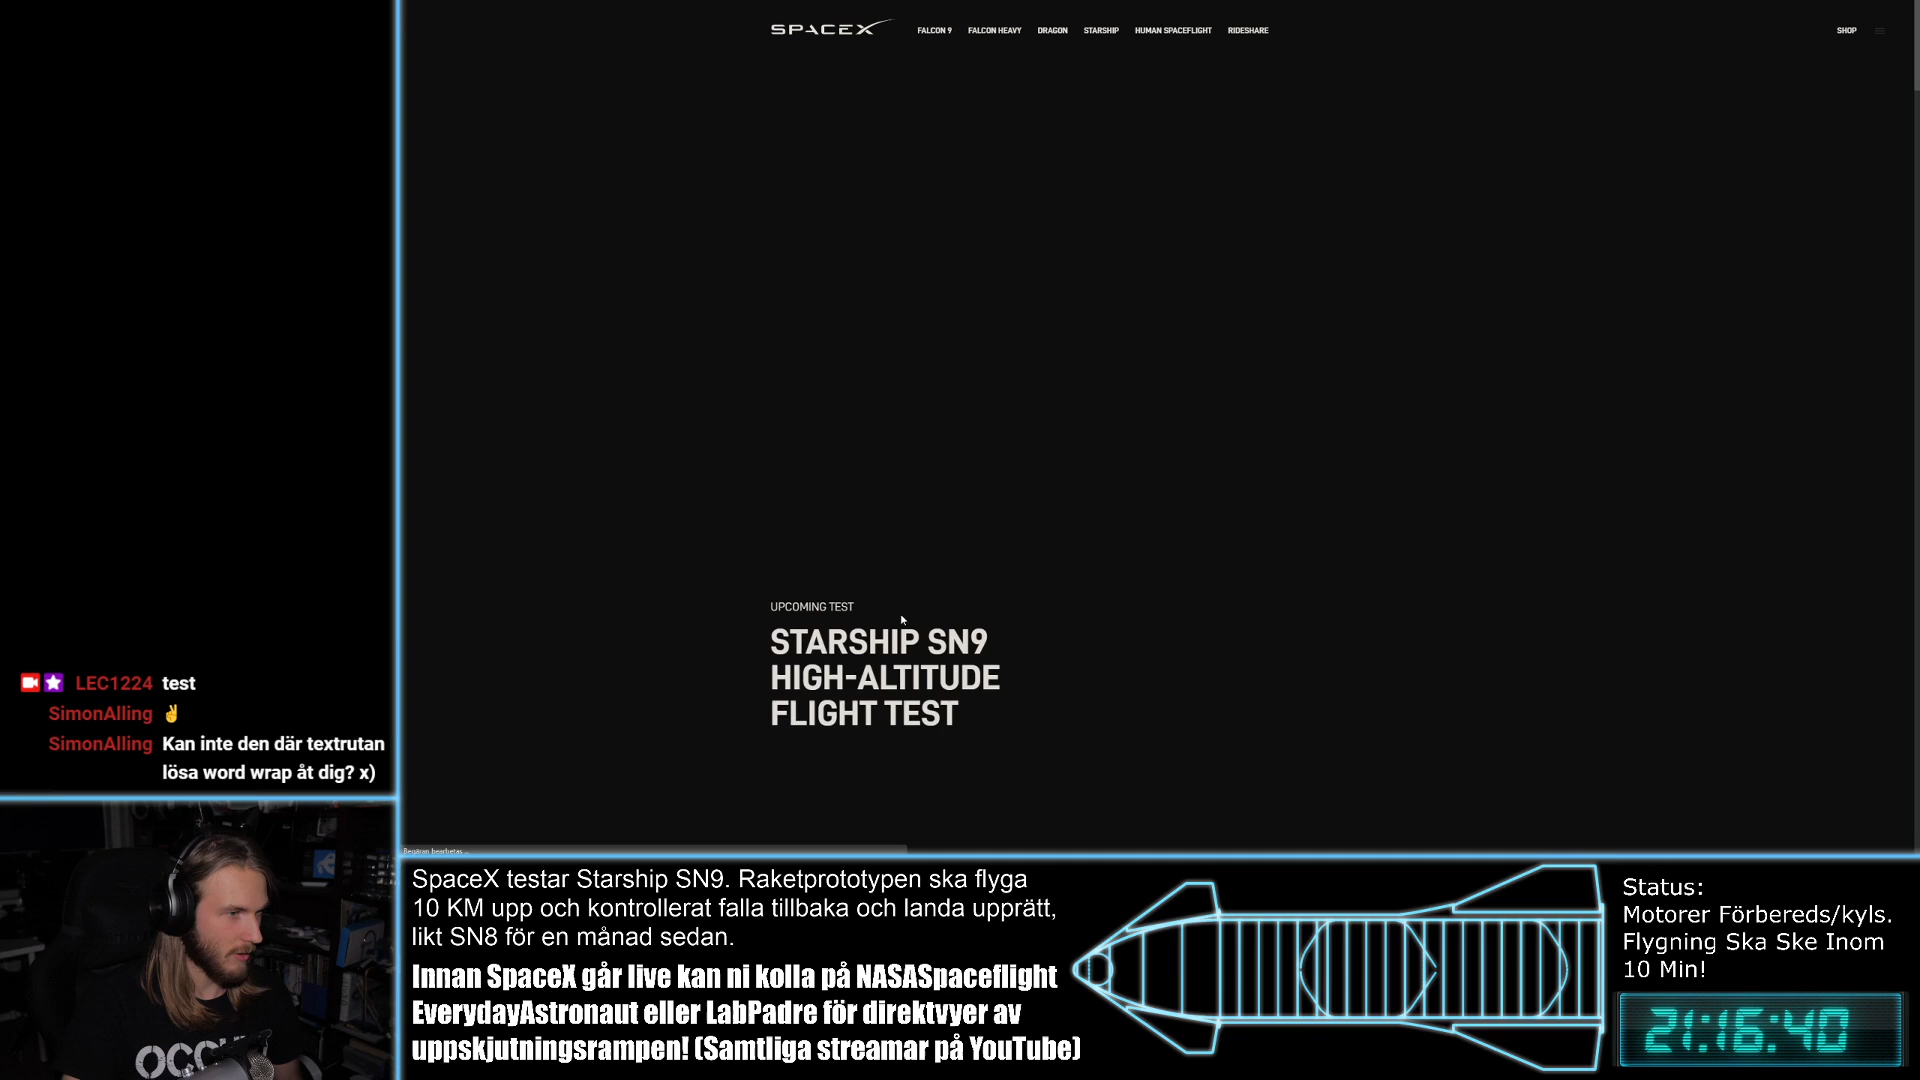 SPACEX
FALCON 9
FALCON HEAVY
DRAGON
STARSHIP
HUMAN SPACEFLIGHT
RIDESHARE
SHOP
UPCOMING TEST
STARSHIP SN9
HIGH-ALTITUDE
FLIGHT TEST
LEC1224 test
SimonAlling ✌
SimonAlling Kan inte den där textrutan
lösa word wrap åt dig? x)
Begäran bearbetas ...
SpaceX testar Starship SN9. Raketprototypen ska flyga
10 KM upp och kontrollerat falla tillbaka och landa upprätt,
likt SN8 för en månad sedan.
Innan SpaceX går live kan ni kolla på NASASpaceflight
EverydayAstronaut eller LabPadre för direktvyer av
uppskjutningsrampen! (Samtliga streamar på YouTube)
Status:
Motorer Förbereds/kyls.
Flygning Ska Ske Inom
10 Min!
21:16:40